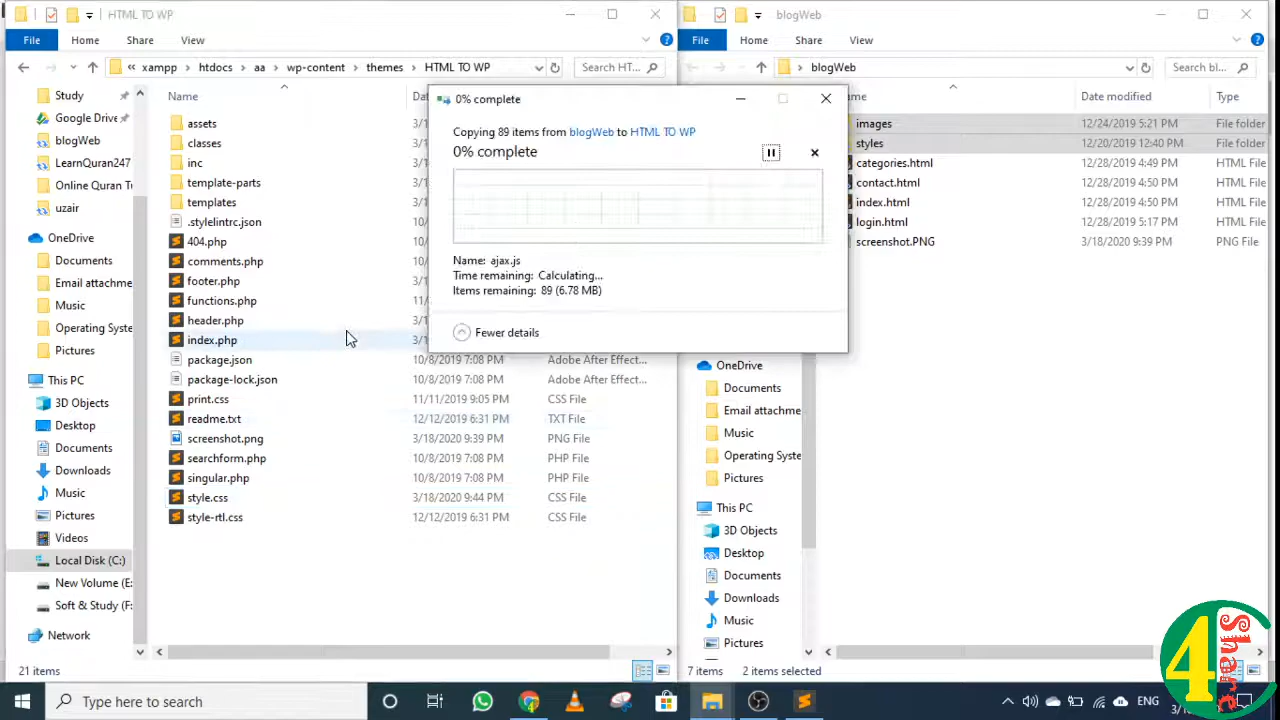 HTML TO WP
File
Home
Share
View
« xampp > htdocs > aa > wp-content > themes > HTML TO WP
Search HT...
Study
Google Drive
blogWeb
LearnQuran247
Online Quran T
uzair
OneDrive
Documents
Email attachme
Music
Operating Syste
Pictures
This PC
3D Objects
Desktop
Documents
Downloads
Music
Pictures
Videos
Local Disk (C:)
New Volume (E:
Soft & Study (F:
Network
Name
assets
classes
inc
template-parts
templates
.stylelintrc.json
404.php
comments.php
footer.php
functions.php
header.php
index.php
package.json 10/8/2019 7:08 PM Adobe After Effect...
package-lock.json 10/8/2019 7:08 PM Adobe After Effect...
print.css 11/11/2019 9:05 PM CSS File
readme.txt 12/12/2019 6:31 PM TXT File
screenshot.png 3/18/2020 9:39 PM PNG File
searchform.php 10/8/2019 7:08 PM PHP File
singular.php 10/8/2019 7:08 PM PHP File
style.css 3/18/2020 9:44 PM CSS File
style-rtl.css 12/12/2019 6:31 PM CSS File
21 items
0% complete
Copying 89 items from blogWeb to HTML TO WP
0% complete
Name: ajax.js
Time remaining: Calculating...
Items remaining: 89 (6.78 MB)
Fewer details
blogWeb
File
Home
Share
View
> blogWeb
Search bl...
ame Date modified Type
images 12/24/2019 5:21 PM File folder
styles 12/20/2019 12:40 PM File folder
categories.html 12/28/2019 4:49 PM HTML File
contact.html 12/28/2019 4:50 PM HTML File
index.html 12/28/2019 4:50 PM HTML File
login.html 12/28/2019 5:17 PM HTML File
screenshot.PNG 3/18/2020 9:39 PM PNG File
OneDrive
Documents
Email attachme
Music
Operating Syste
Pictures
This PC
3D Objects
Desktop
Documents
Downloads
Music
Pictures
7 items 2 items selected
4
Share
Type here to search
ENG